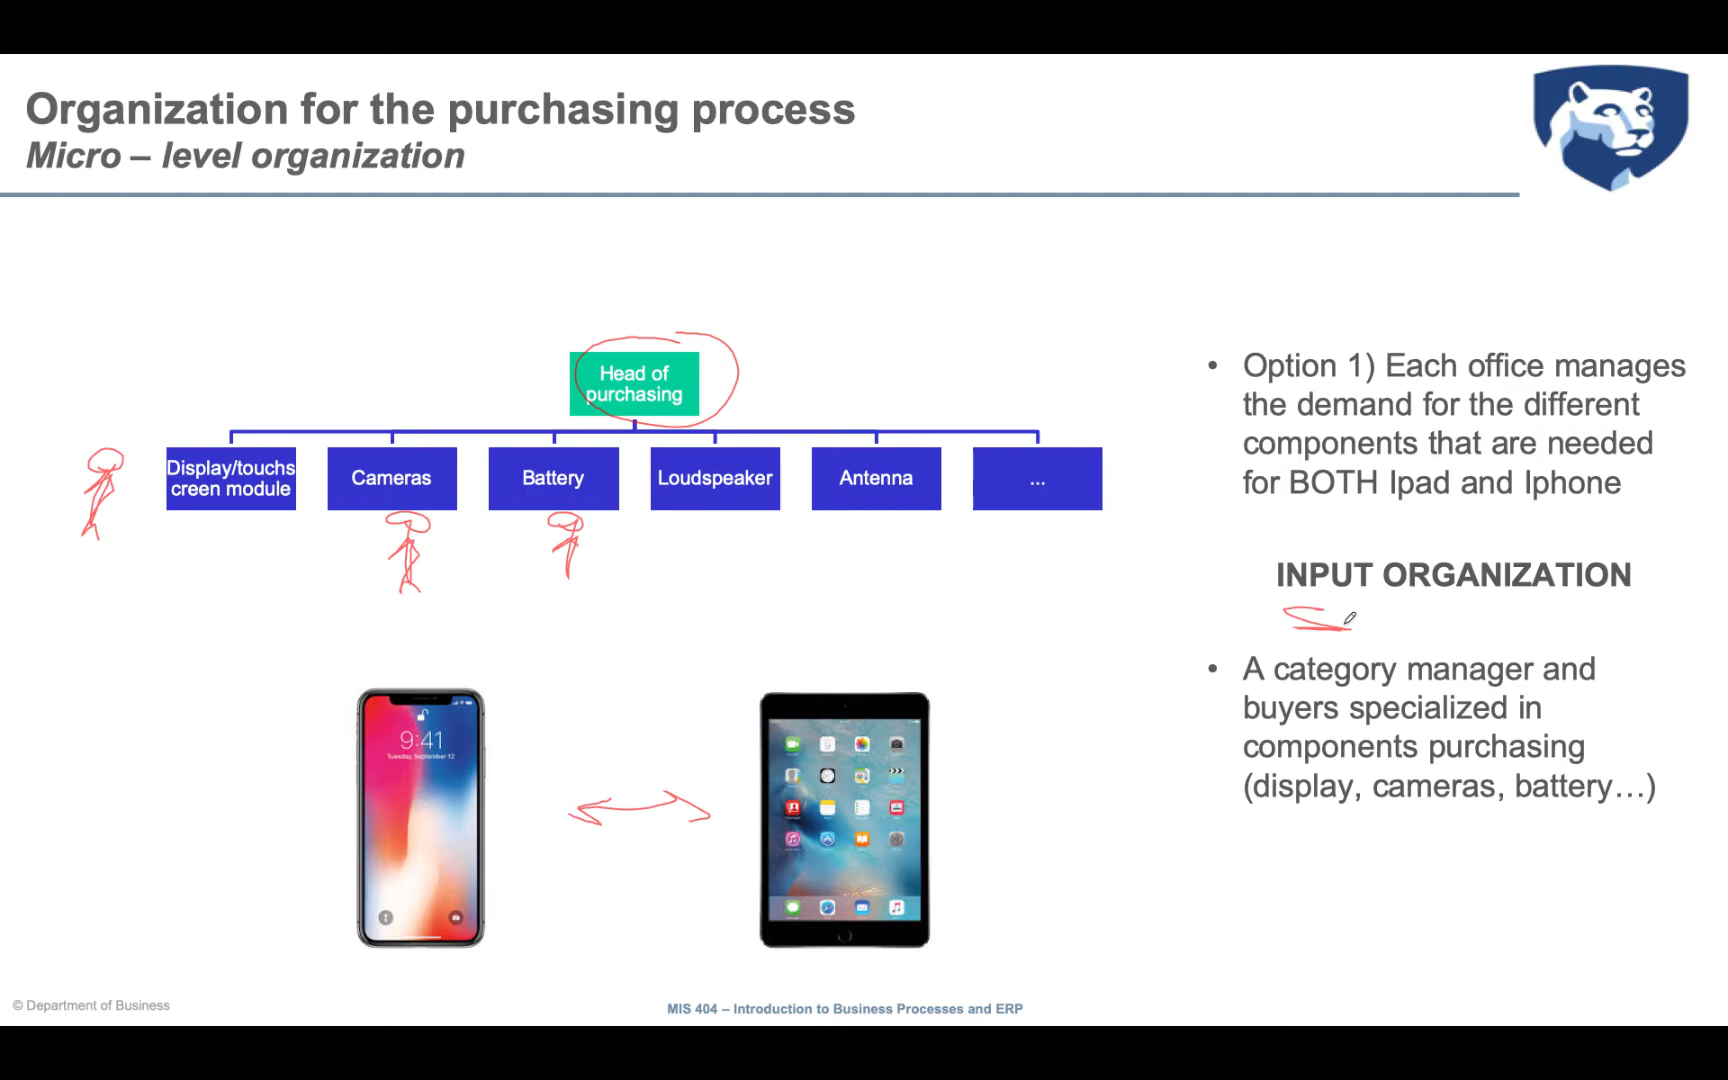 Organization for the purchasing process
Micro – level organization
Head of
purchasing
Display/touchs
creen module
Cameras
Battery
Loudspeaker
Antenna
...
• Option 1) Each office manages
the demand for the different
components that are needed
for BOTH Ipad and Iphone
INPUT ORGANIZATION
• A category manager and
buyers specialized in
components purchasing
(display, cameras, battery…)
9:41
Tuesday, September 12
© Department of Business
MIS 404 – Introduction to Business Processes and ERP